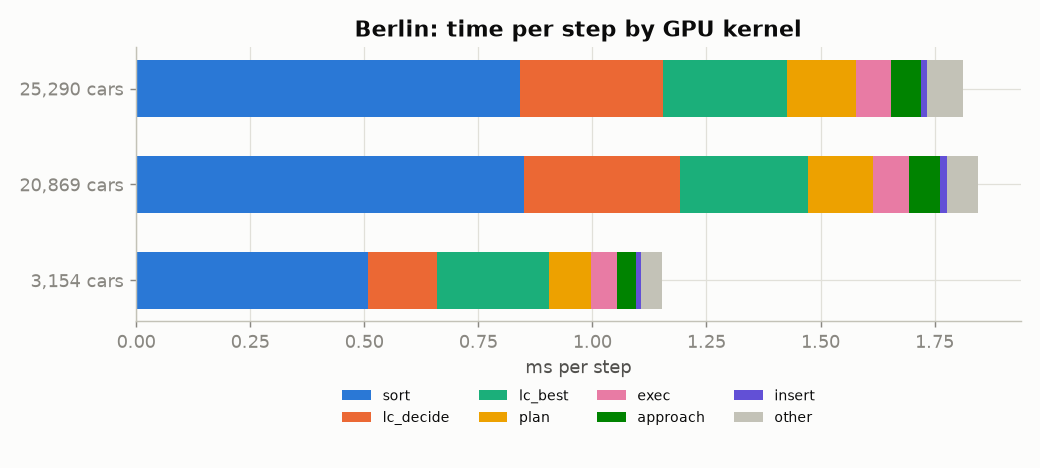 Berlin: time per step by GPU kernel
25,290 cars
20,869 cars
3,154 cars
0.00 0.25 0.50 0.75 1.00 1.25 1.50 1.75
ms per step
sort lc_best exec insert
lc_decide plan approach other